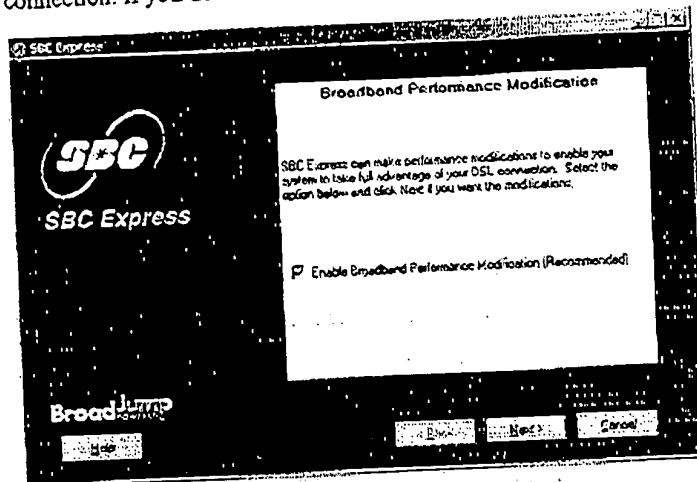 connection. If you
SBC Express
Broadband Performance Modification
SBC
SBC Express
SBC Express can make performance modifications to enable your
system to take full advantage of your DSL connection. Select the
option below and click Next if you want the modifications.
Enable Broadband Performance Modification (Recommended)
BroadJump
Help
< Back
Next >
Cancel